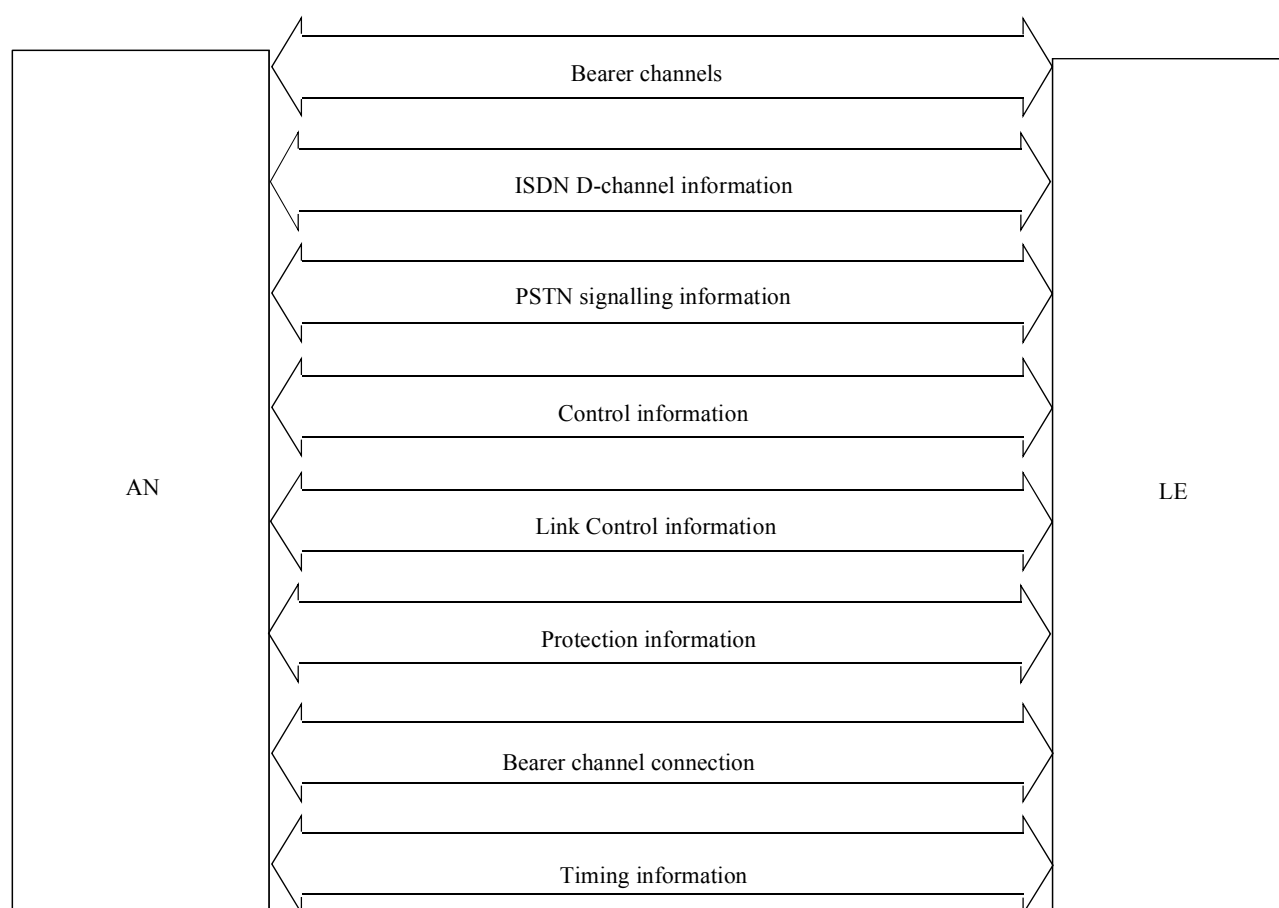 Bearer channels
ISDN D-channel information
PSTN signalling information
Control information
AN
LE
Link Control information
Protection information
Bearer channel connection
Timing information